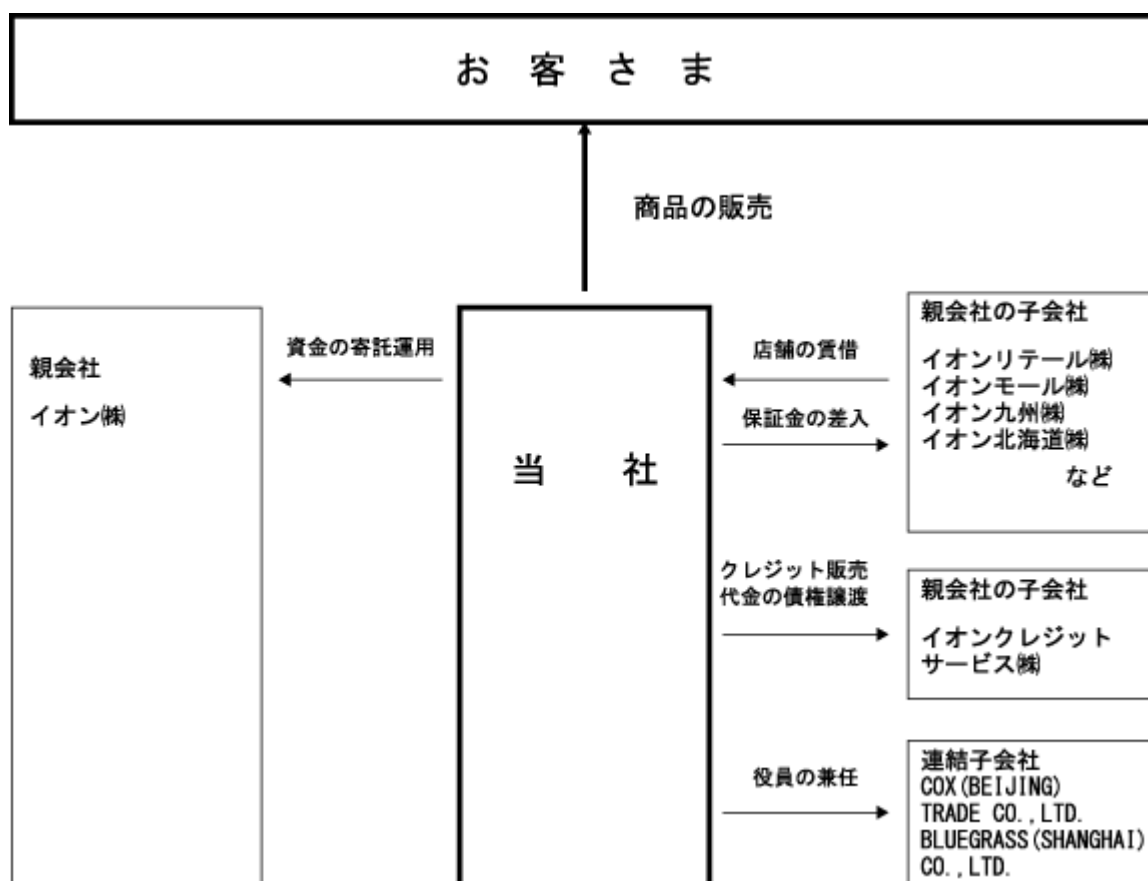 お客さま
商品の販売
親会社
イオン㈱
資金の寄託運用
当社
店舗の賃借
保証金の差入
親会社の子会社
イオンリテール㈱
イオンモール㈱
イオン九州㈱
イオン北海道㈱
など
クレジット販売
代金の債権譲渡
親会社の子会社
イオンクレジット
サービス㈱
役員の兼任
連結子会社
COX(BEIJING)
TRADE CO.,LTD.
BLUEGRASS(SHANGHAI)
CO.,LTD.